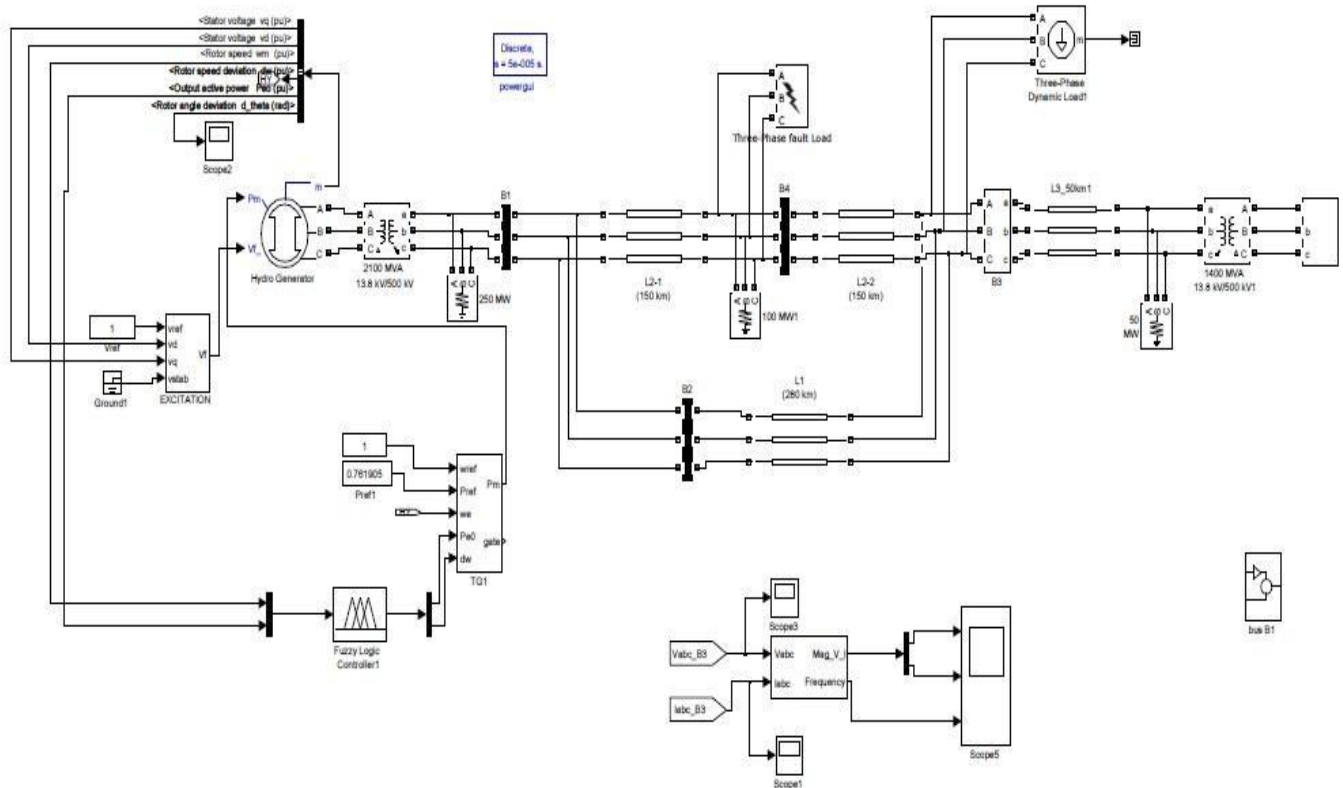 <Stator voltage vq (pu)>
<Stator voltage vd (pu)>
<Rotor speed wm (pu)>
<Rotor speed deviation dw (pu)>
<Output active power Peo (pu)>
<Rotor angle deviation d_theta (rad)>
Scope2
Discrete,
s = 5e-005 s.
powergui
A
B
C
Three-Phase fault Load
A
B
C
m
Three-Phase
Dynamic Load1
Pm
m
Vf_
A
B
C
Hydro Generator
A
B
C
a
b
c
2100 MVA
13.8 kV/500 kV
A
B
C
250 MW
B1
L2-1
(150 km)
A
B
C
100 MW1
B4
L2-2
(150 km)
A
B
C
a
b
c
B3
L3_50km1
A
B
C
50
MW
a
b
c
A
B
C
1400 MVA
13.8 kV/500 kV1
a
b
c
1
Vref
vref
vd
vq
vstab
Vf
EXCITATION
Ground1
B2
L1
(280 km)
1
0.761905
Pref1
wref
Pref
we
Pe0
dw
Pm
gate
TG1
Fuzzy Logic
Controller1
Scope3
Vabc_B3
Iabc_B3
Vabc
Iabc
Mag_V_I
Frequency
Scope1
Scope5
bus B1